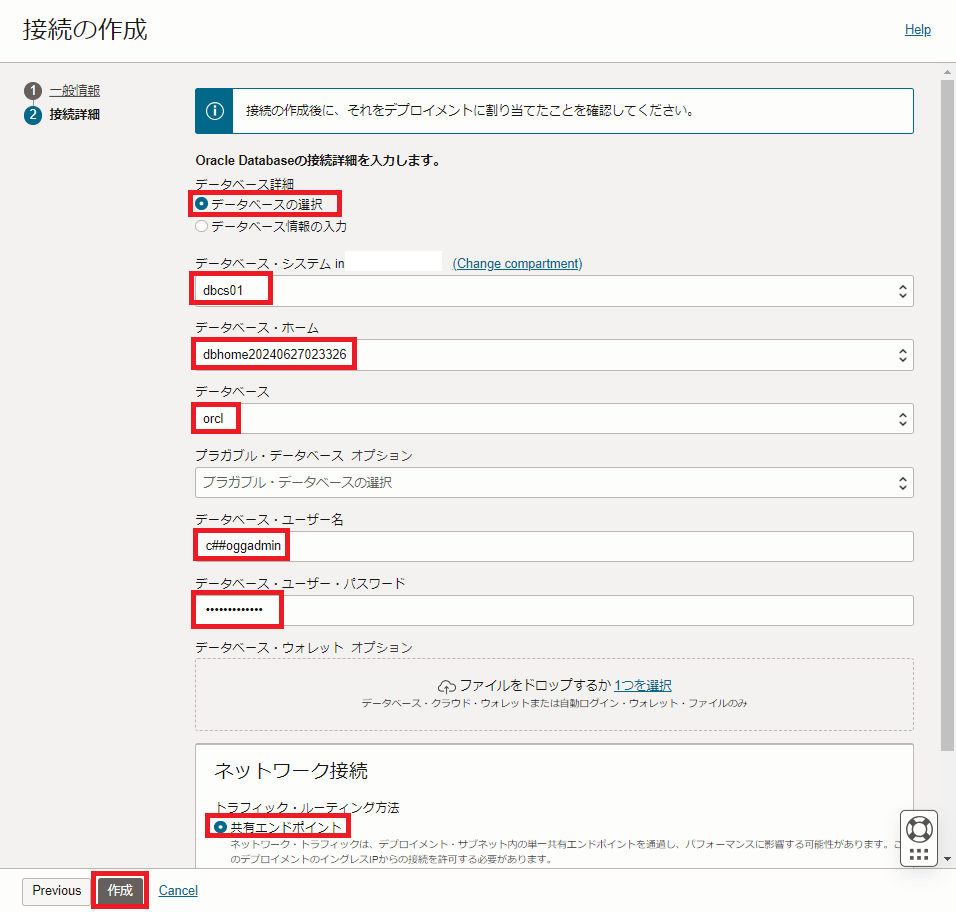 接続の作成
Help
1 一般情報
2 接続詳細
接続の作成後に、それをデプロイメントに割り当てたことを確認してください。
Oracle Databaseの接続詳細を入力します。
データベース詳細
データベースの選択
データベース情報の入力
データベース・システム in (Change compartment)
dbcs01
データベース・ホーム
dbhome20240627023326
データベース
orcl
プラガブル・データベース オプション
プラガブル・データベースの選択
データベース・ユーザー名
c##oggadmin
データベース・ユーザー・パスワード
•••••••••••••
データベース・ウォレット オプション
ファイルをドロップするか 1つを選択
データベース・クラウド・ウォレットまたは自動ログイン・ウォレット・ファイルのみ
ネットワーク接続
トラフィック・ルーティング方法
共有エンドポイント
ネットワーク・トラフィックは、デプロイメント・サブネット内の単一共有エンドポイントを通過し、パフォーマンスに影響する可能性があります。こ
のデプロイメントのイングレスIPからの接続を許可する必要があります。
Previous 作成 Cancel